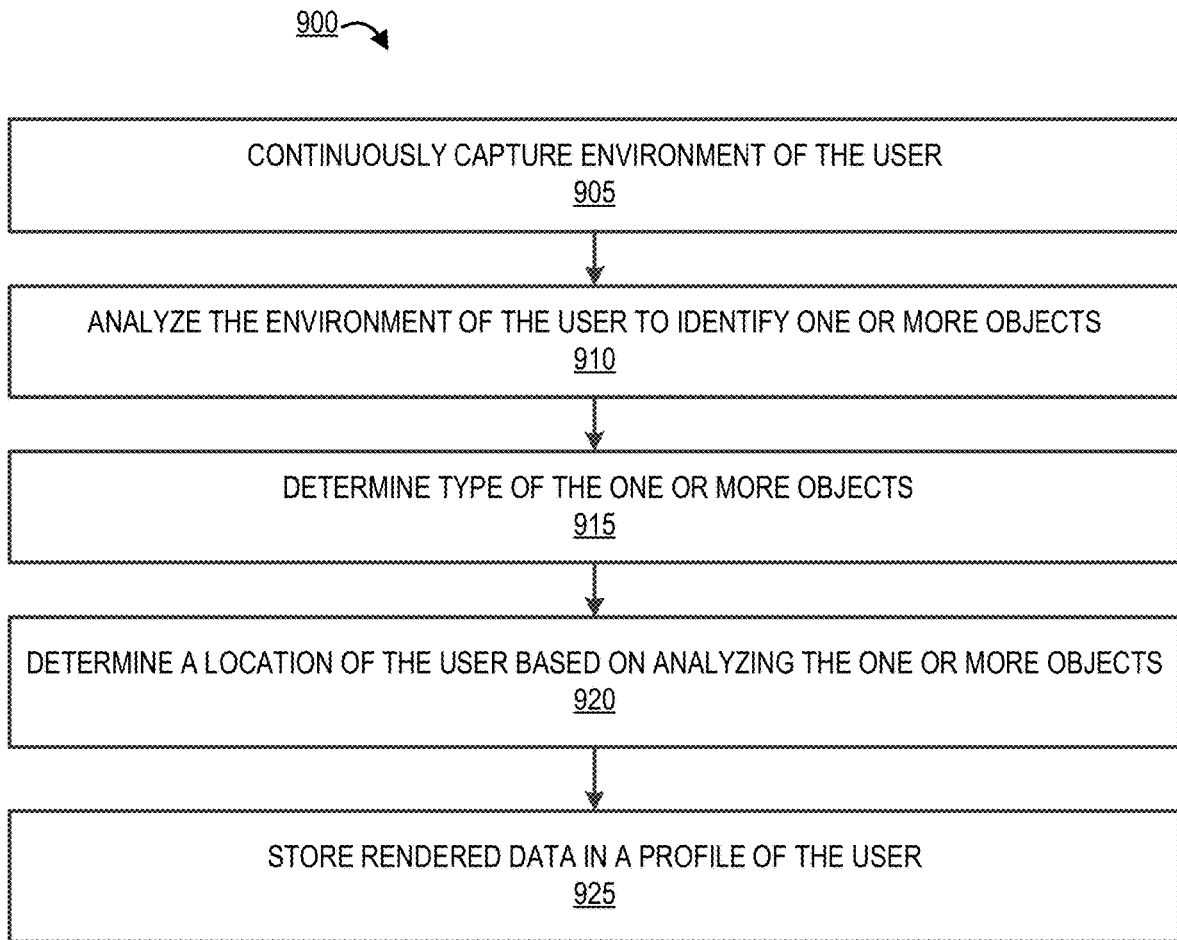 900
CONTINUOUSLY CAPTURE ENVIRONMENT OF THE USER
905
ANALYZE THE ENVIRONMENT OF THE USER TO IDENTIFY ONE OR MORE OBJECTS
910
DETERMINE TYPE OF THE ONE OR MORE OBJECTS
915
DETERMINE A LOCATION OF THE USER BASED ON ANALYZING THE ONE OR MORE OBJECTS
920
STORE RENDERED DATA IN A PROFILE OF THE USER
925